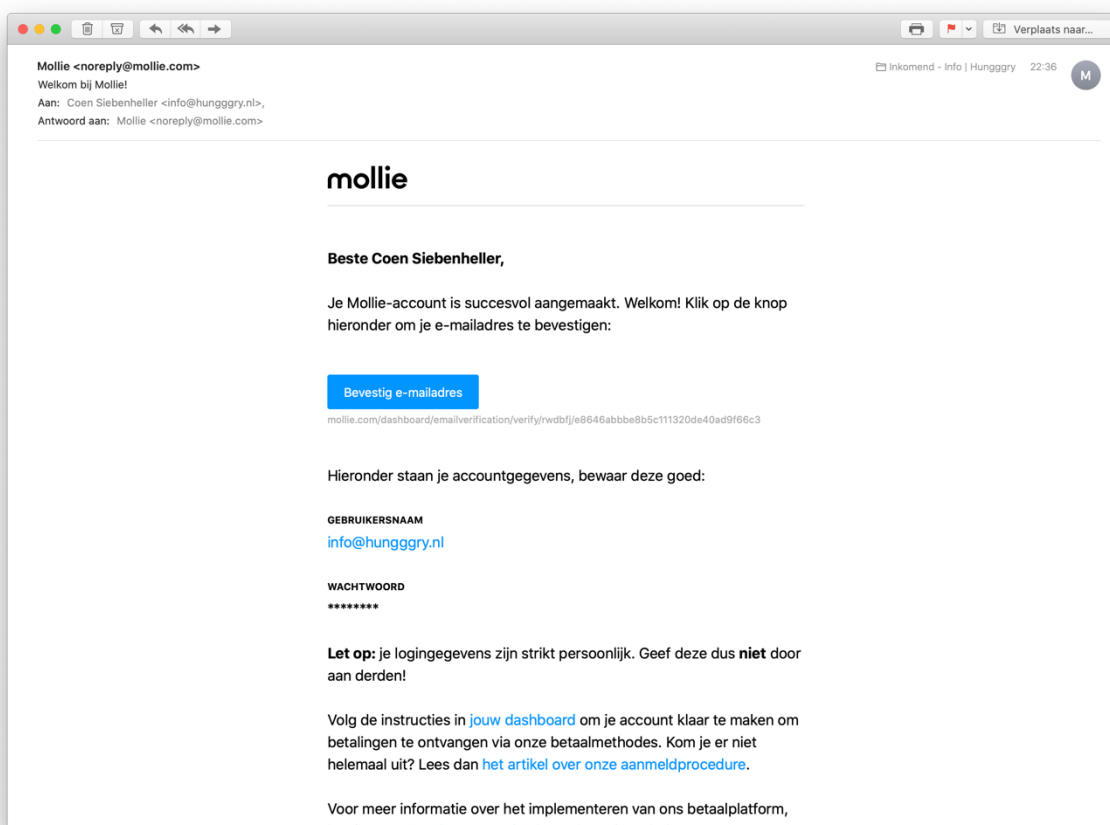 Verplaats naar...
Mollie <noreply@mollie.com>
Inkomend - Info | Hungggry 22:36
M
Welkom bij Mollie!
Aan: Coen Siebenheller <info@hungggry.nl>,
Antwoord aan: Mollie <noreply@mollie.com>
mollie
Beste Coen Siebenheller,
Je Mollie-account is succesvol aangemaakt. Welkom! Klik op de knop
hieronder om je e-mailadres te bevestigen:
Bevestig e-mailadres
mollie.com/dashboard/emailverification/verify/rwdbfj/e8646abbbe8b5c111320de40ad9f66c3
Hieronder staan je accountgegevens, bewaar deze goed:
GEBRUIKERSNAAM
info@hungggry.nl
WACHTWOORD
********
Let op: je logingegevens zijn strikt persoonlijk. Geef deze dus niet door
aan derden!
Volg de instructies in jouw dashboard om je account klaar te maken om
betalingen te ontvangen via onze betaalmethodes. Kom je er niet
helemaal uit? Lees dan het artikel over onze aanmeldprocedure.
Voor meer informatie over het implementeren van ons betaalplatform,